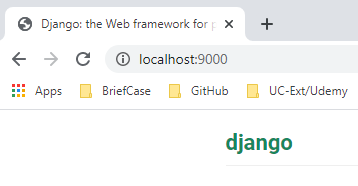 Django: the Web framework for
localhost:9000
Apps BriefCase GitHub UC-Ext/Udemy
django